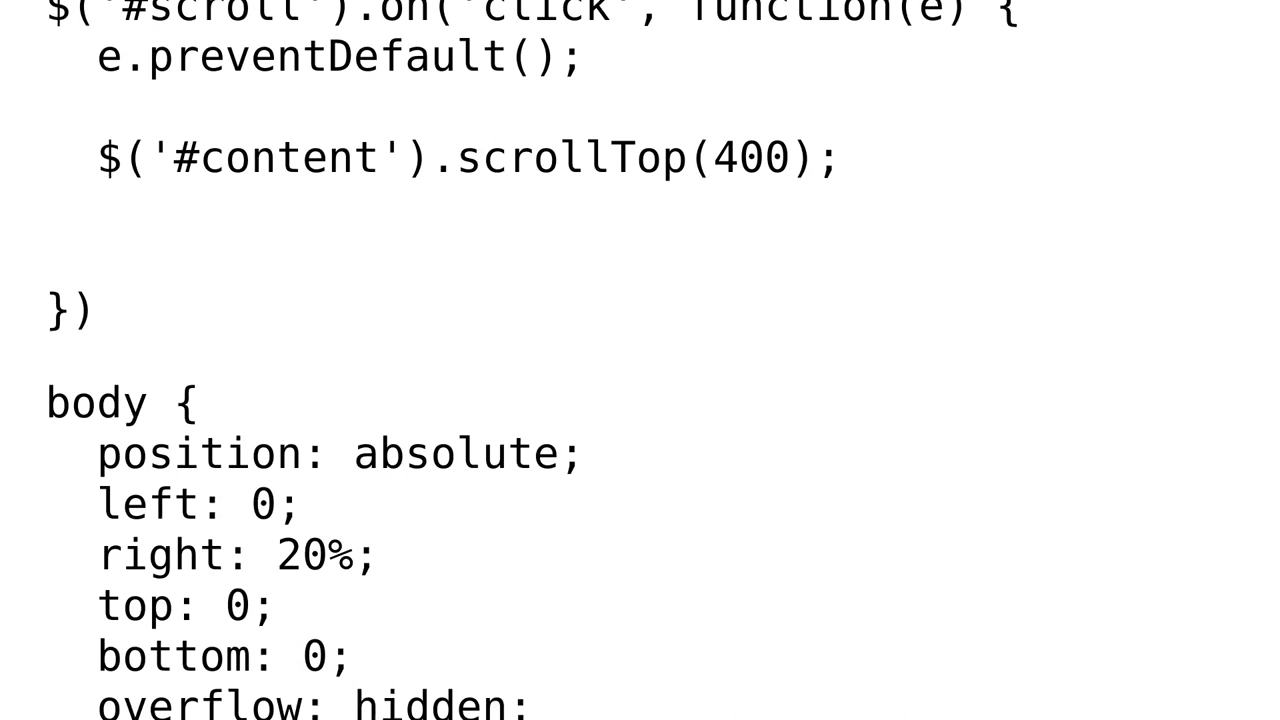 $('#scroll').on('click', function(e) {
  e.preventDefault();

  $('#content').scrollTop(400);


})

body {
  position: absolute;
  left: 0;
  right: 20%;
  top: 0;
  bottom: 0;
  overflow: hidden;